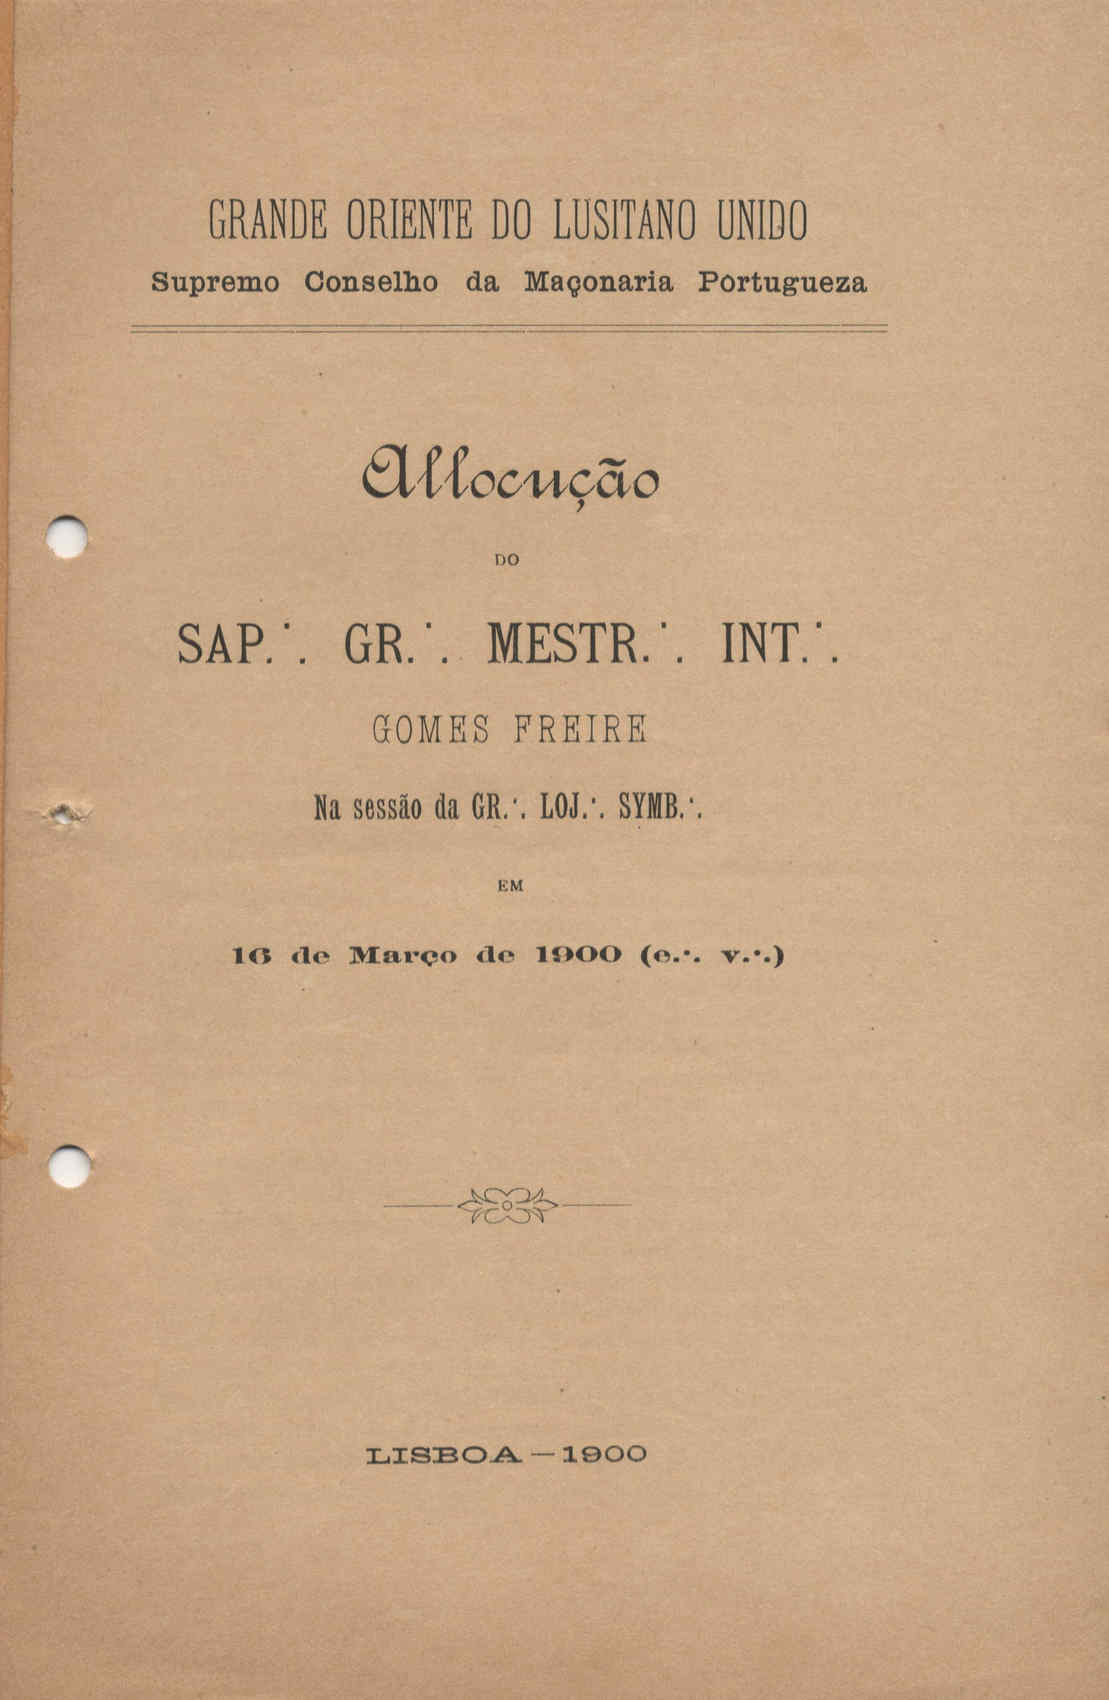 GRANDE ORIENTE DO LUSITANO UNIDO
Supremo Conselho da Maçonaria Portugueza
Allocução
DO
SAP.∴ GR.∴ MESTR.∴ INT.∴
GOMES FREIRE
Na sessão da GR.∴ LOJ.∴ SYMB.∴
EM
16 de Março de 1900 (e.∴ v.∴)
LISBOA — 1900